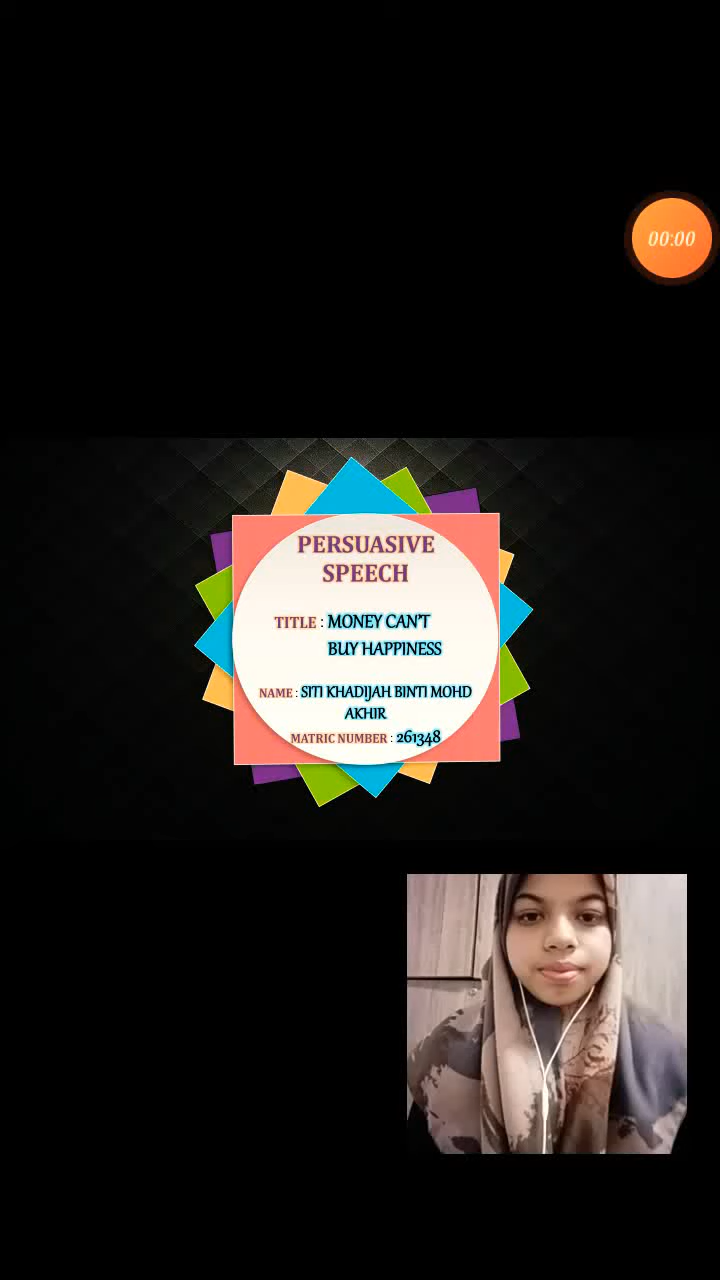 00:00
PERSUASIVE
SPEECH
TITLE : MONEY CAN'T
BUY HAPPINESS
NAME : SITI KHADIJAH BINTI MOHD
AKHIR
MATRIC NUMBER : 261348